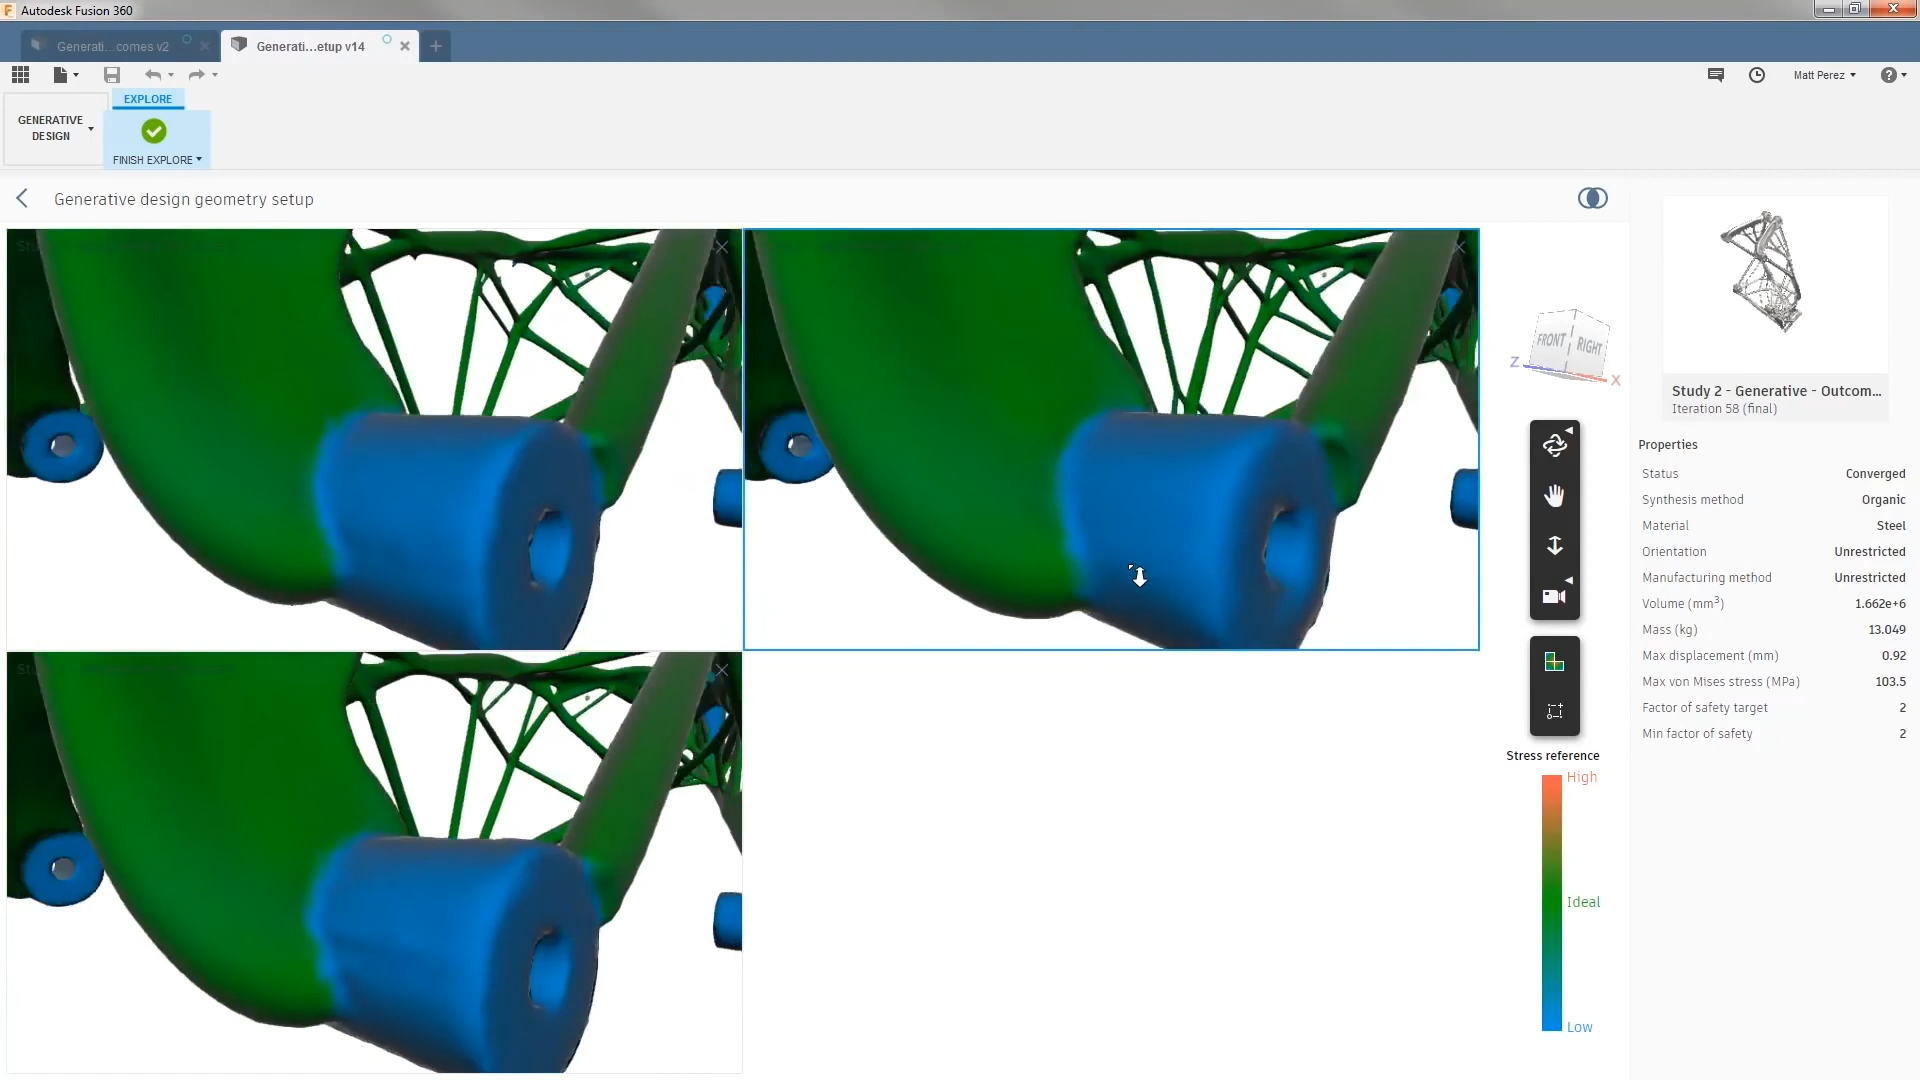 Autodesk Fusion 360
Generati...comes v2
Generati...etup v14
Matt Perez
EXPLORE
GENERATIVE
DESIGN
FINISH EXPLORE
Generative design geometry setup
FRONT
RIGHT
Z
X
Study 2 - Generative - Outcom...
Iteration 58 (final)
Properties
Status Converged
Synthesis method Organic
Material Steel
Orientation Unrestricted
Manufacturing method Unrestricted
Volume (mm³) 1.662e+6
Mass (kg) 13.049
Max displacement (mm) 0.92
Max von Mises stress (MPa) 103.5
Factor of safety target 2
Min factor of safety 2
Stress reference
High
Ideal
Low